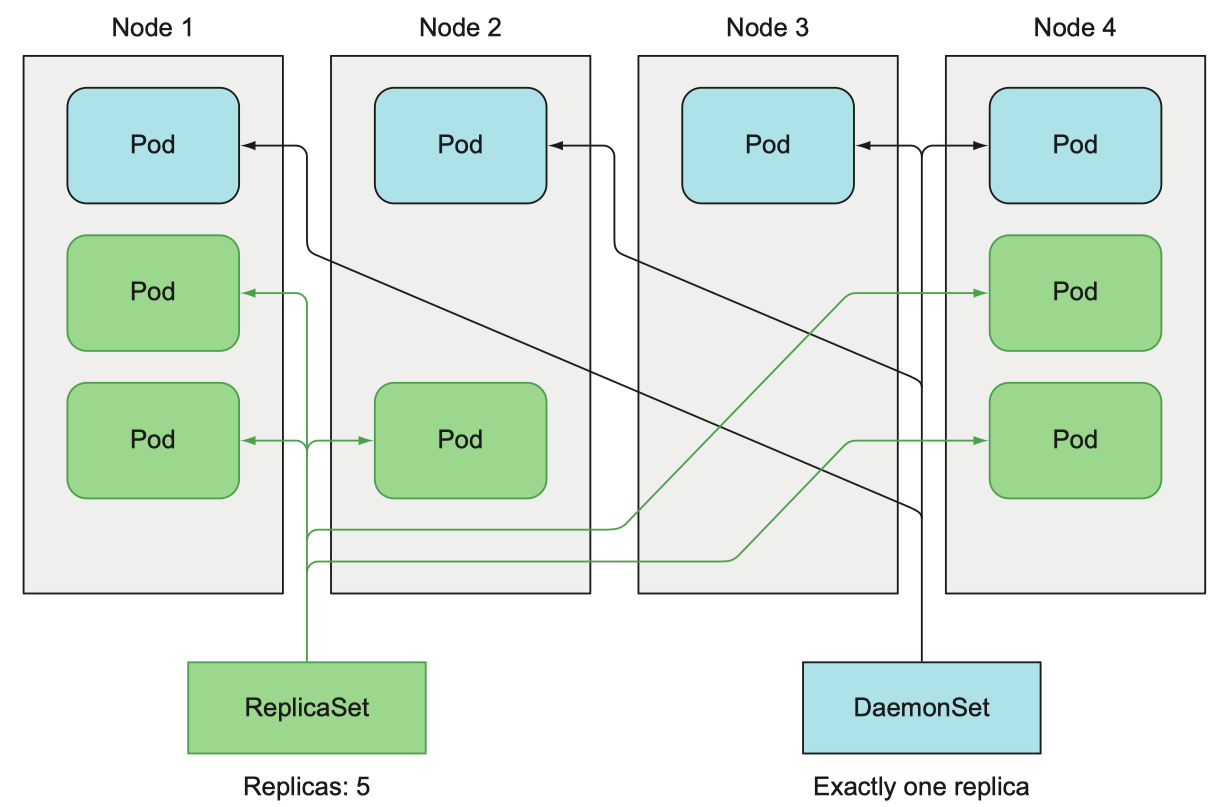 Node 1
Node 2
Node 3
Node 4
Pod
Pod
Pod
Pod
Pod
Pod
Pod
Pod
Pod
ReplicaSet
DaemonSet
Replicas: 5
Exactly one replica